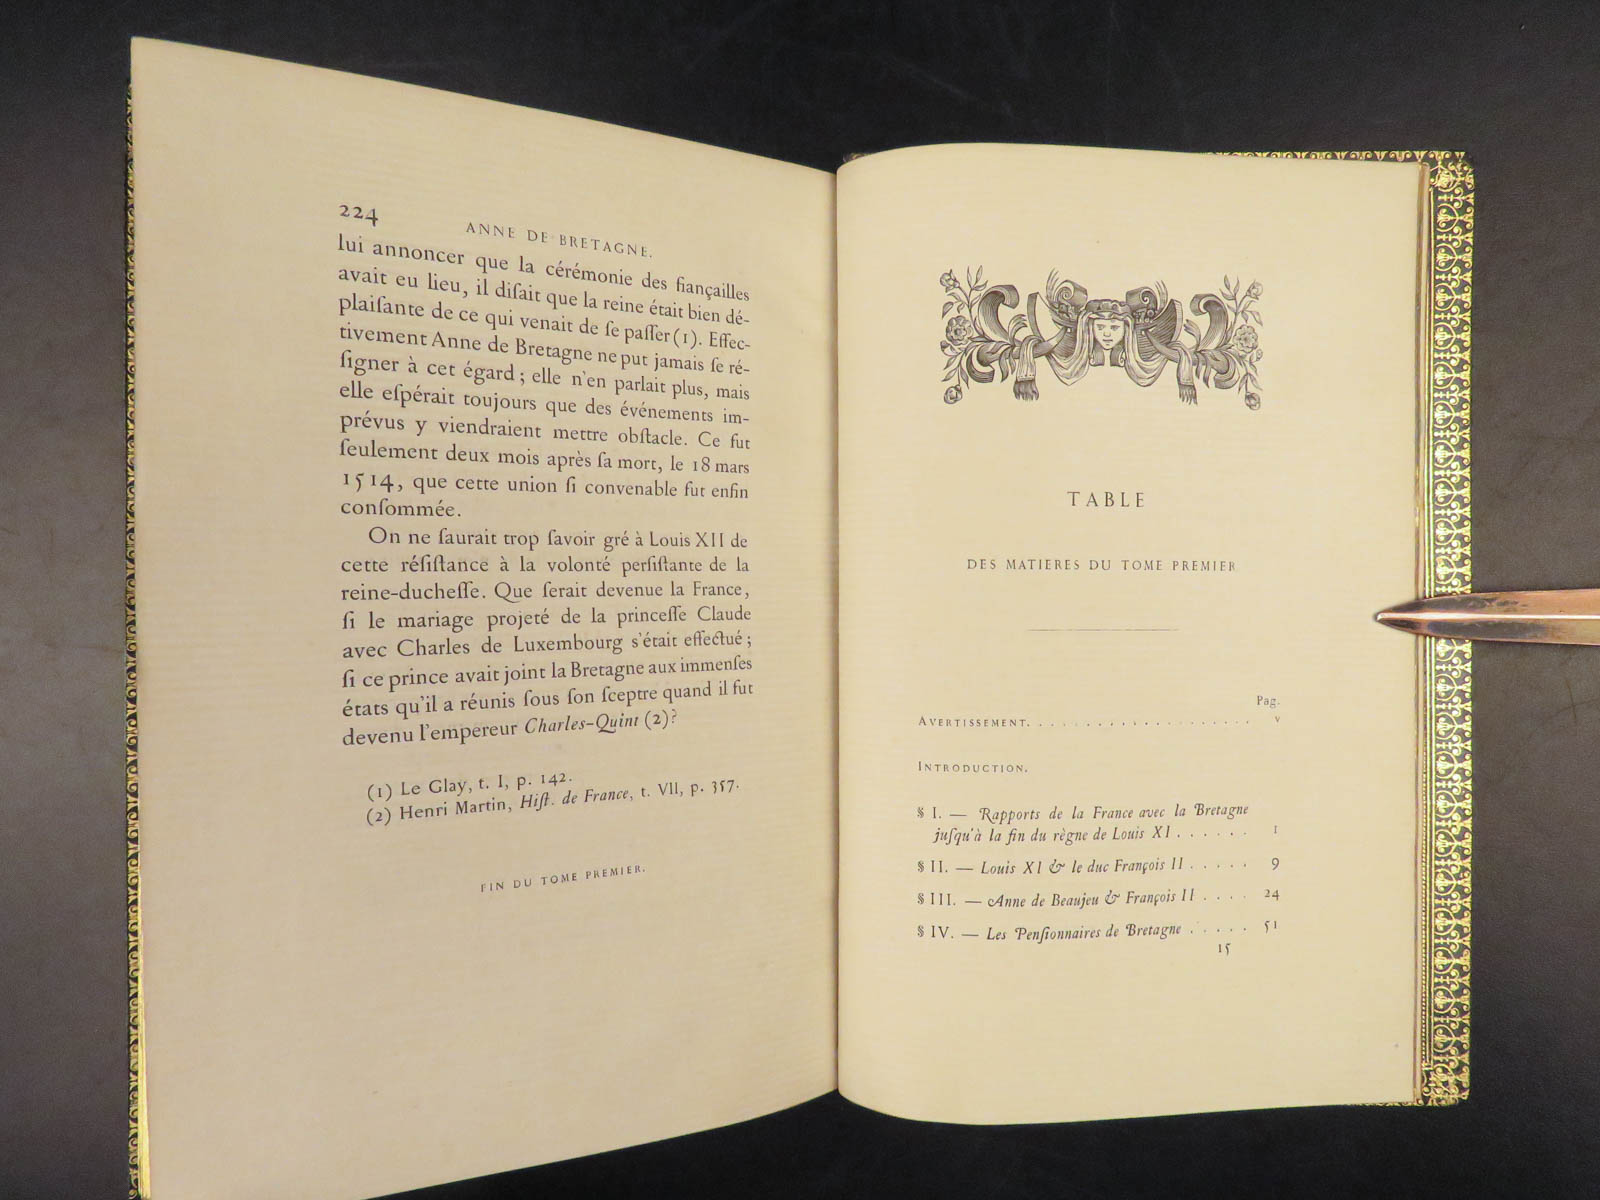 224
ANNE DE BRETAGNE.
lui annoncer que la cérémonie des fiançailles
avait eu lieu, il diſait que la reine était bien dé-
plaiſante de ce qui venait de ſe paſſer (1). Effec-
tivement Anne de Bretagne ne put jamais ſe ré-
ſigner à cet égard ; elle n'en parlait plus, mais
elle eſpérait toujours que des événements im-
prévus y viendraient mettre obſtacle. Ce fut
ſeulement deux mois après ſa mort, le 18 mars
1514, que cette union ſi convenable fut enfin
conſommée.
On ne ſaurait trop ſavoir gré à Louis XII de
cette réſiſtance à la volonté perſiſtante de la
reine-ducheſſe. Que ſerait devenue la France,
ſi le mariage projeté de la princeſſe Claude
avec Charles de Luxembourg s'était effectué ;
ſi ce prince avait joint la Bretagne aux immenſes
états qu'il a réunis ſous ſon ſceptre quand il fut
devenu l'empereur Charles-Quint (2)?
(1) Le Glay, t. I, p. 142.
(2) Henri Martin, Hiſt. de France, t. VII, p. 357.
FIN DU TOME PREMIER.
TABLE
DES MATIERES DU TOME PREMIER
Pag.
AVERTISSEMENT. . . . . . . . . . . . . . . . . . . . v
INTRODUCTION.
§ I. — Rapports de la France avec la Bretagne
juſqu'à la fin du règne de Louis XI . . . . . . 1
§ II. — Louis XI & le duc François II . . . . . 9
§ III. — Anne de Beaujeu & François II . . . . 24
§ IV. — Les Penſionnaires de Bretagne . . . . . 51
15